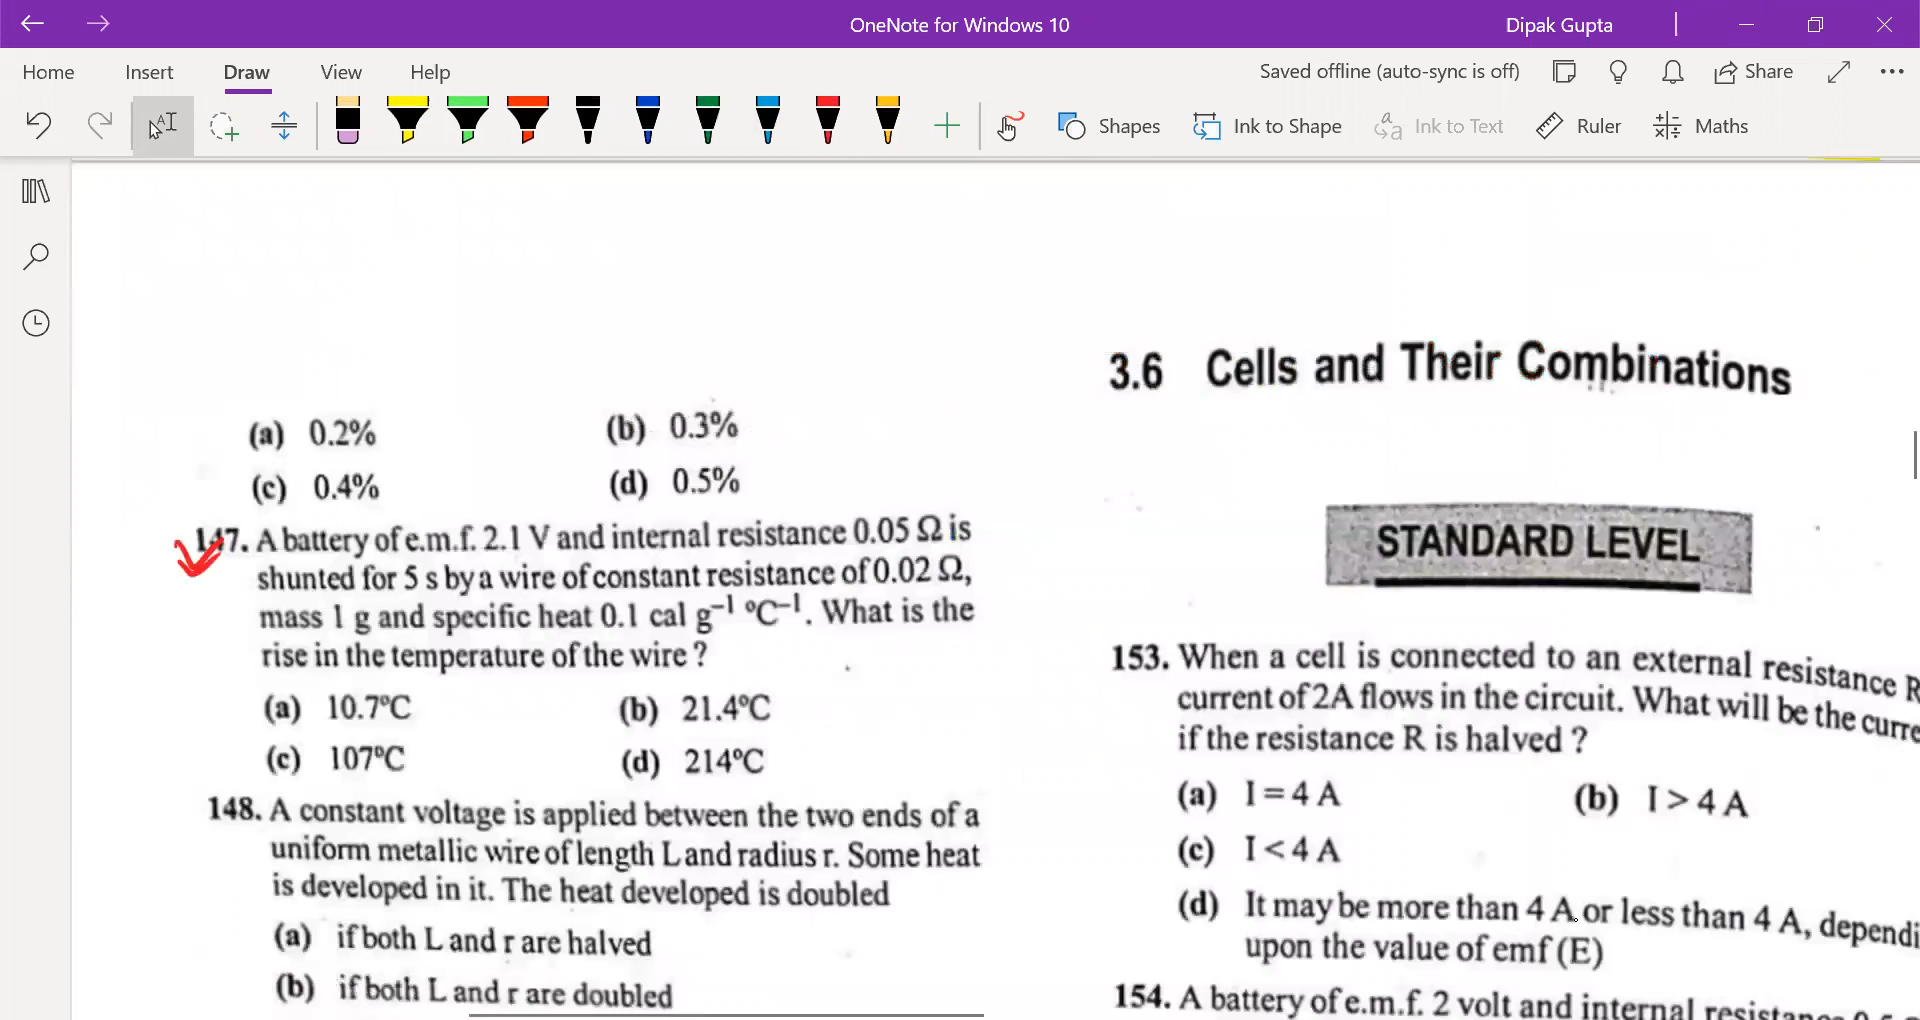 OneNote for Windows 10
Dipak Gupta
Home Insert Draw View Help
Saved offline (auto-sync is off)
Share
Shapes
Ink to Shape
Ink to Text
Ruler
Maths
(a) 0.2% (b) 0.3%
(c) 0.4% (d) 0.5%
147. A battery of e.m.f. 2.1 V and internal resistance 0.05 Ω is
shunted for 5 s by a wire of constant resistance of 0.02 Ω,
mass 1 g and specific heat 0.1 cal g⁻¹ ⁰C⁻¹. What is the
rise in the temperature of the wire ?
(a) 10.7⁰C (b) 21.4⁰C
(c) 107⁰C (d) 214⁰C
148. A constant voltage is applied between the two ends of a
uniform metallic wire of length L and radius r. Some heat
is developed in it. The heat developed is doubled
(a) if both L and r are halved
(b) if both L and r are doubled
3.6 Cells and Their Combinations
STANDARD LEVEL
153. When a cell is connected to an external resistance R
current of 2A flows in the circuit. What will be the curre
if the resistance R is halved ?
(a) I = 4 A (b) I > 4 A
(c) I < 4 A
(d) It may be more than 4 A or less than 4 A, dependi
upon the value of emf (E)
154. A battery of e.m.f. 2 volt and internal